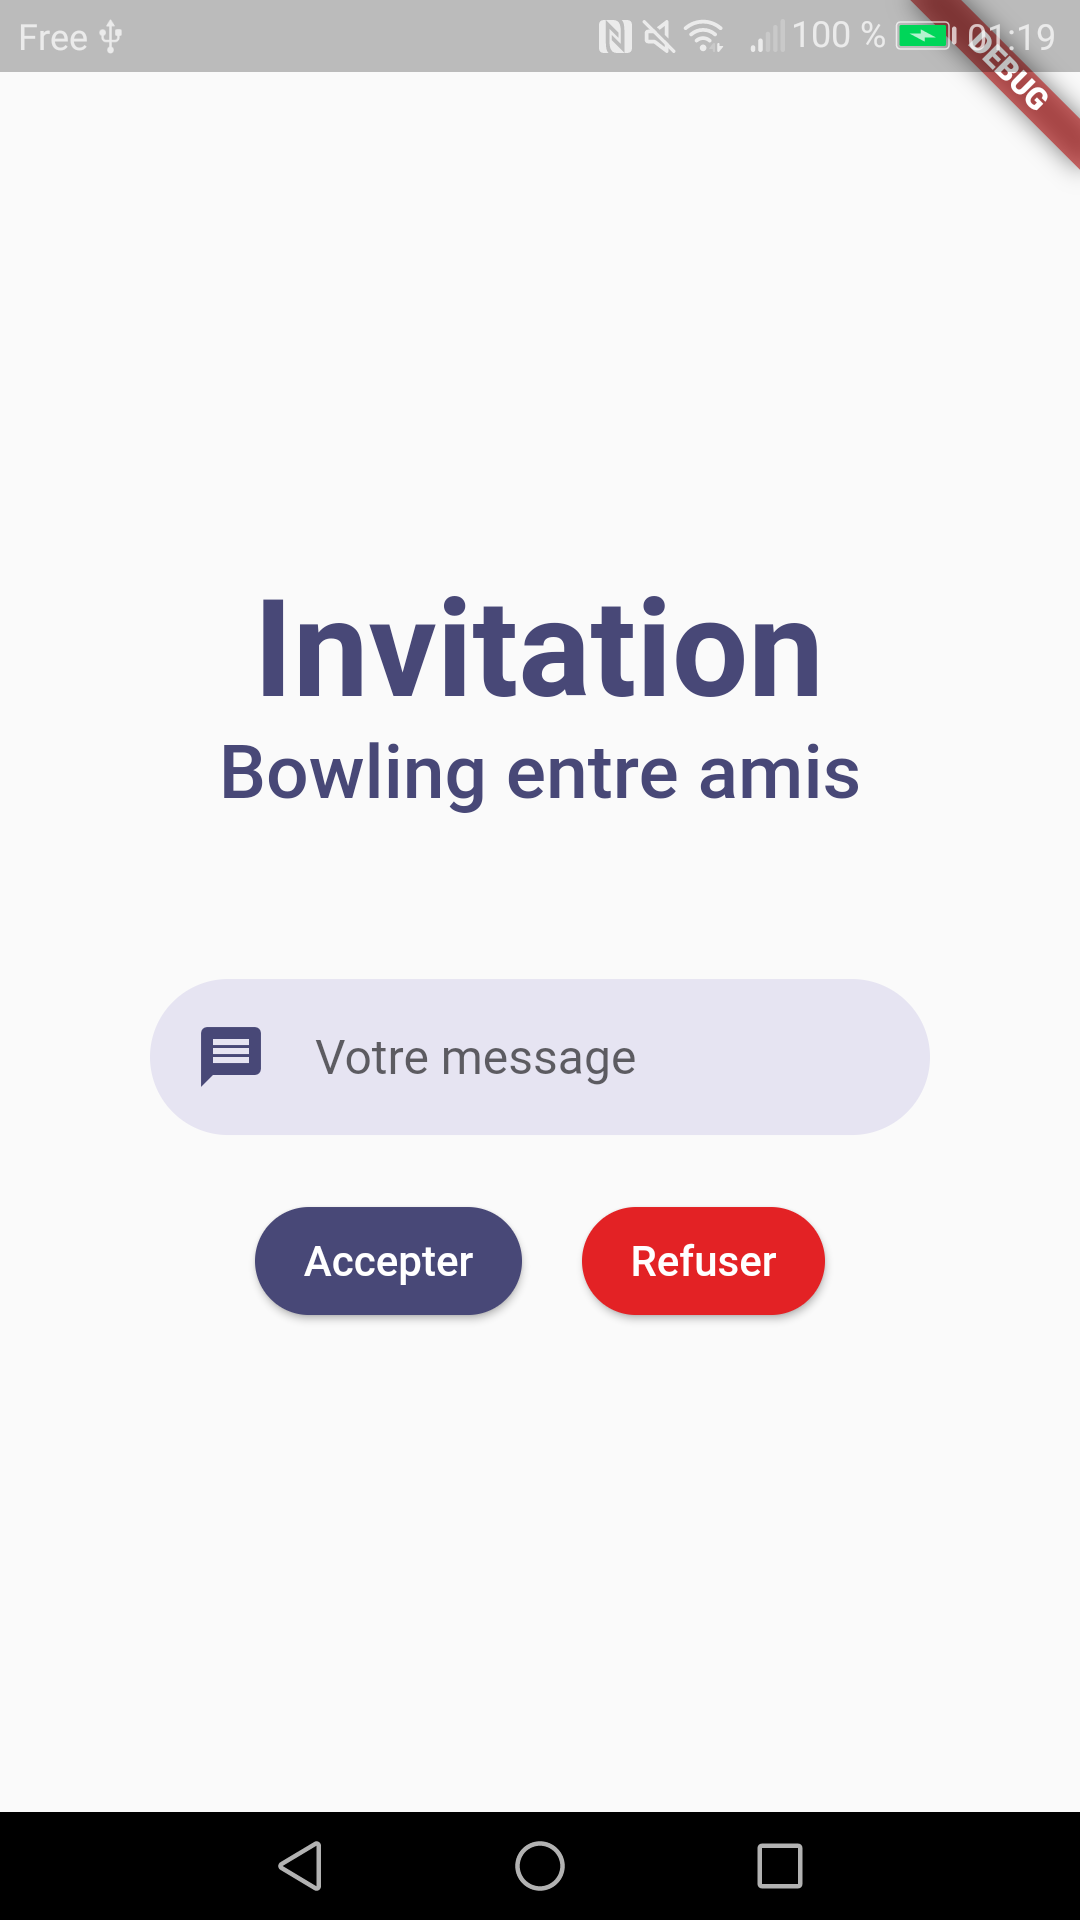 Free 100 % 01:19
DEBUG
Invitation
Bowling entre amis
Votre message
Accepter Refuser